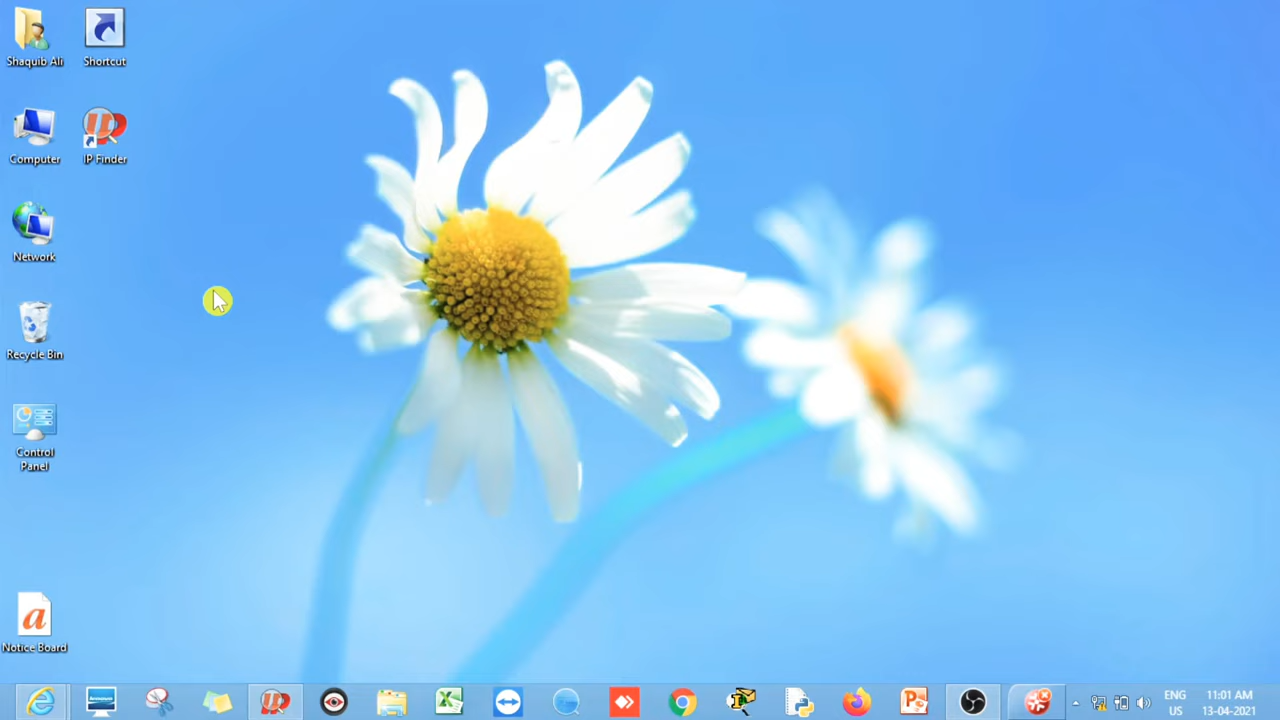 Shaquib Ali
Shortcut
Computer
IP Finder
Network
Recycle Bin
Control
Panel
a
Notice Board
ENG
US
11:01 AM
13-04-2021